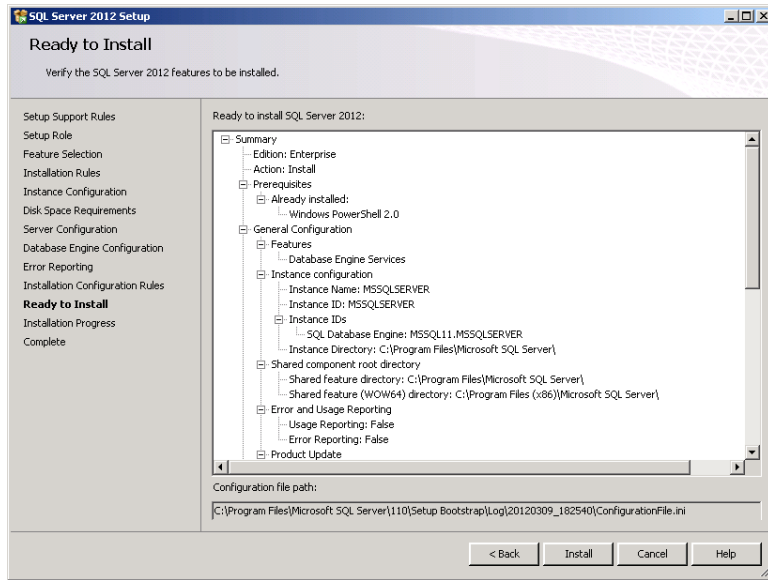 SQL Server 2012 Setup
Ready to Install
Verify the SQL Server 2012 features to be installed.
Setup Support Rules
Setup Role
Feature Selection
Installation Rules
Instance Configuration
Disk Space Requirements
Server Configuration
Database Engine Configuration
Error Reporting
Installation Configuration Rules
Ready to Install
Installation Progress
Complete
Ready to install SQL Server 2012:
Summary
Edition: Enterprise
Action: Install
Prerequisites
Already installed:
Windows PowerShell 2.0
General Configuration
Features
Database Engine Services
Instance configuration
Instance Name: MSSQLSERVER
Instance ID: MSSQLSERVER
Instance IDs
SQL Database Engine: MSSQL11.MSSQLSERVER
Instance Directory: C:\Program Files\Microsoft SQL Server\
Shared component root directory
Shared feature directory: C:\Program Files\Microsoft SQL Server\
Shared feature (WOW64) directory: C:\Program Files (x86)\Microsoft SQL Server\
Error and Usage Reporting
Usage Reporting: False
Error Reporting: False
Product Update
Configuration file path:
C:\Program Files\Microsoft SQL Server\110\Setup Bootstrap\Log\20120309_182540\ConfigurationFile.ini
< Back
Install
Cancel
Help